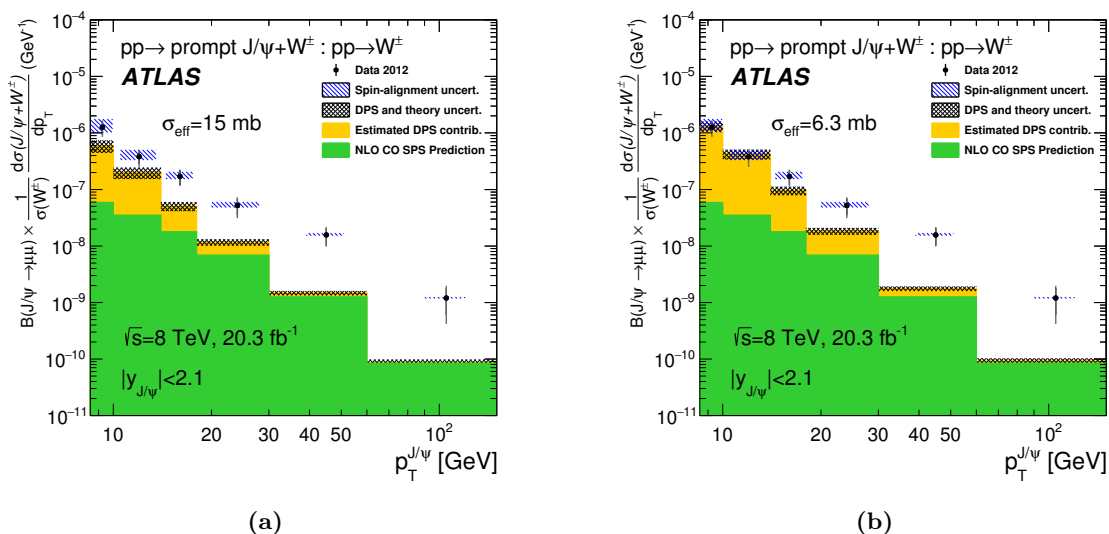 pp→ prompt J/ψ+W± : pp→W±
ATLAS
Data 2012
Spin-alignment uncert.
DPS and theory uncert.
Estimated DPS contrib.
NLO CO SPS Prediction
σ_eff=15 mb
√s=8 TeV, 20.3 fb⁻¹
|y_J/ψ|<2.1
B(J/ψ→μμ) × 1/σ(W±) dσ(J/ψ+W±)/dp_T (GeV⁻¹)
10⁻⁴
10⁻⁵
10⁻⁶
10⁻⁷
10⁻⁸
10⁻⁹
10⁻¹⁰
10⁻¹¹
10 20 30 40 50 10²
p_T^J/ψ [GeV]
(a)
pp→ prompt J/ψ+W± : pp→W±
ATLAS
Data 2012
Spin-alignment uncert.
DPS and theory uncert.
Estimated DPS contrib.
NLO CO SPS Prediction
σ_eff=6.3 mb
√s=8 TeV, 20.3 fb⁻¹
|y_J/ψ|<2.1
B(J/ψ→μμ) × 1/σ(W±) dσ(J/ψ+W±)/dp_T (GeV⁻¹)
10⁻⁴
10⁻⁵
10⁻⁶
10⁻⁷
10⁻⁸
10⁻⁹
10⁻¹⁰
10⁻¹¹
10 20 30 40 50 10²
p_T^J/ψ [GeV]
(b)